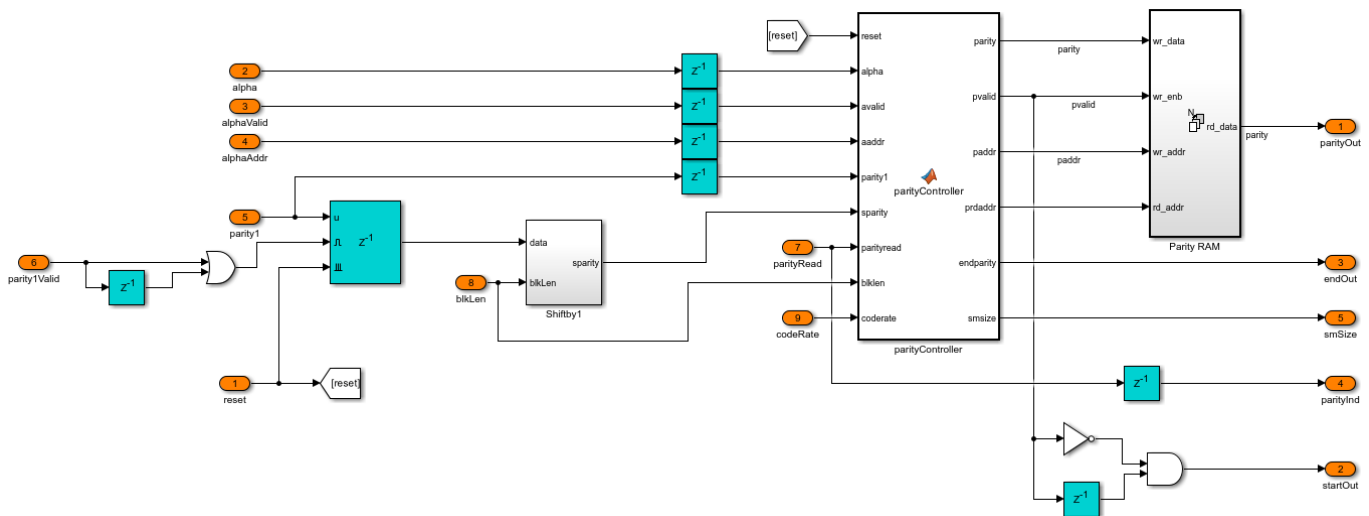 [reset]
reset
parity
parity
wr_data
2
alpha
z-1
alpha
3
alphaValid
z-1
avalid
pvalid
pvalid
wr_enb
N
rd_data
parity
1
parityOut
4
alphaAddr
z-1
aaddr
paddr
paddr
wr_addr
z-1
parity1
parityController
5
parity1
u
z-1
sparity
prdaddr
rd_addr
Parity RAM
6
parity1Valid
z-1
data
sparity
blkLen
Shiftby1
7
parityRead
parityread
endparity
3
endOut
8
blkLen
blklen
9
codeRate
coderate
smsize
5
smSize
parityController
1
reset
[reset]
z-1
4
parityInd
2
startOut
z-1